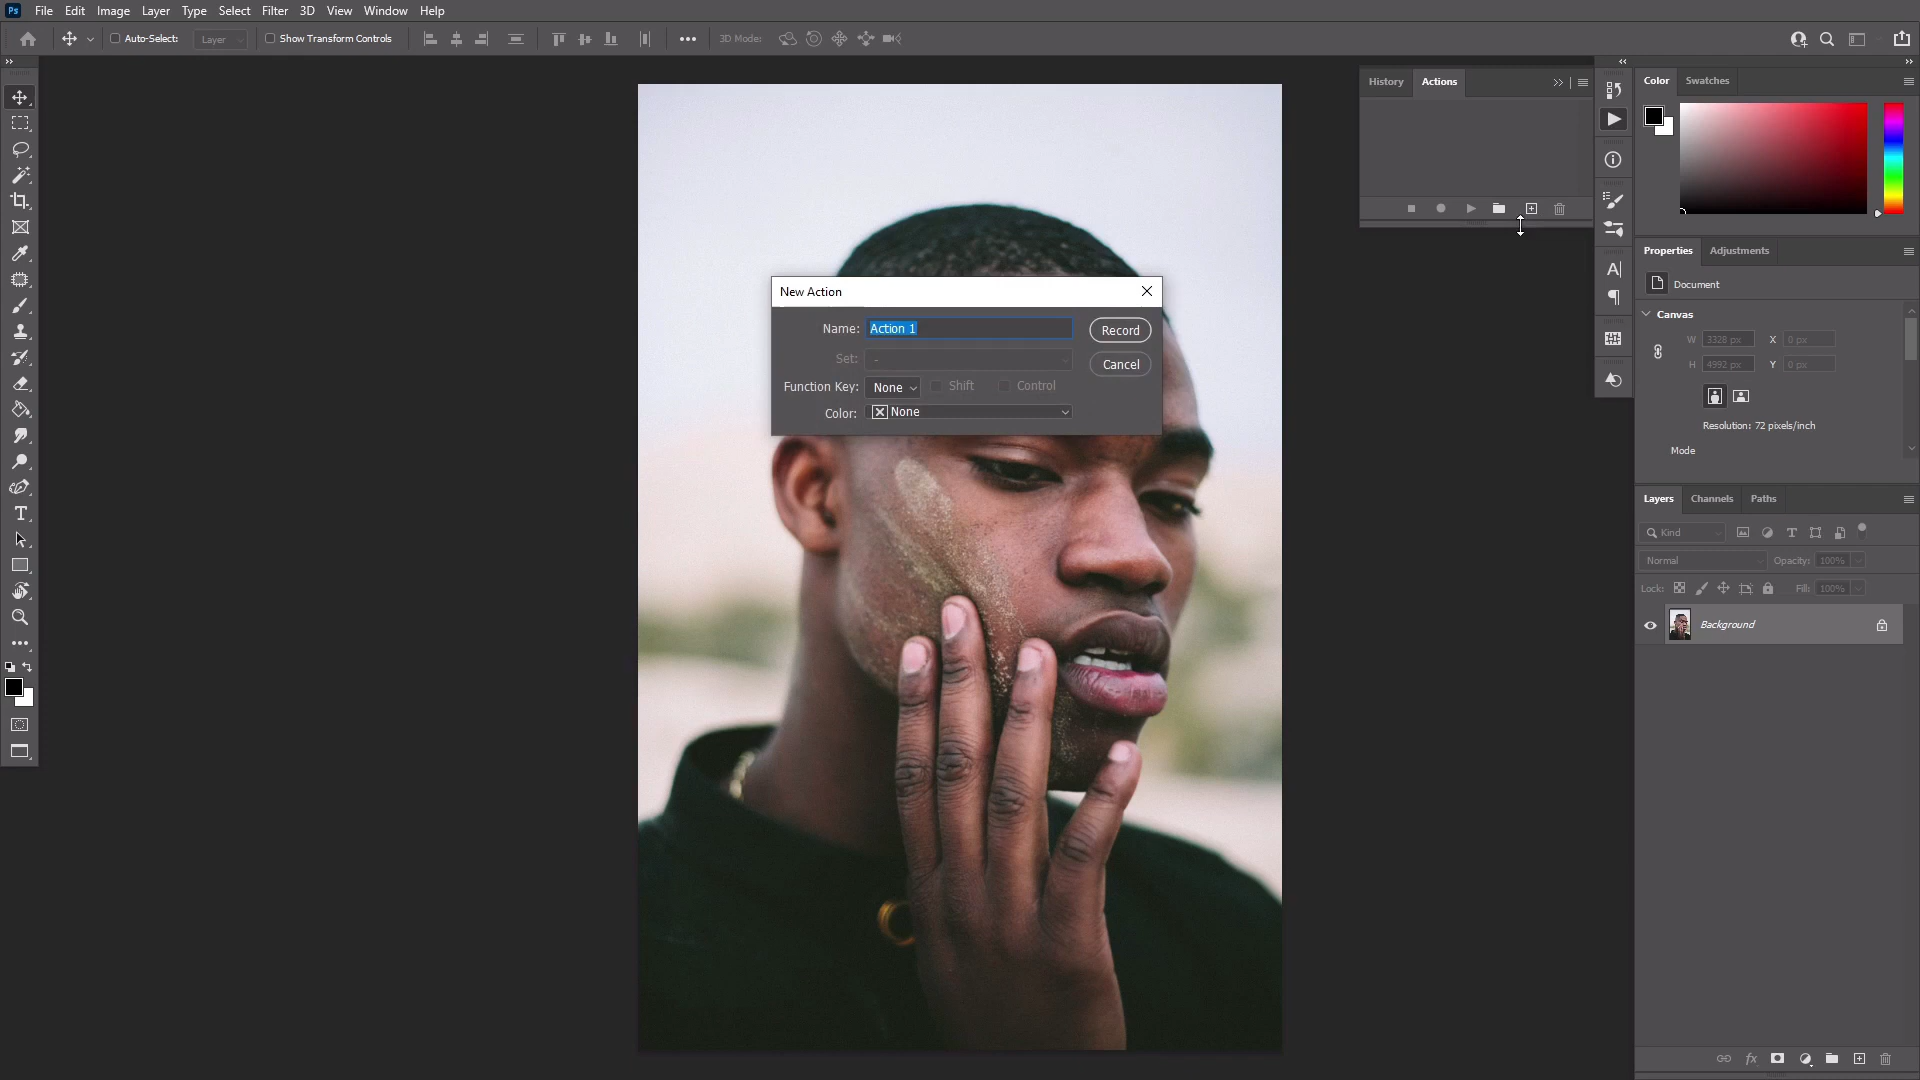 Ps File Edit Image Layer Type Select Filter 3D View Window Help
Auto-Select: Layer Show Transform Controls 3D Mode:
History Actions
Color Swatches
Properties Adjustments
Document
Canvas
W 3328 px X 0 px
H 4992 px Y 0 px
Resolution: 72 pixels/inch
Mode
New Action
Name: Action 1 Record
Set: - Cancel
Function Key: None Shift Control
Color: None
Layers Channels Paths
Kind
Normal Opacity: 100%
Lock: Fill: 100%
Background